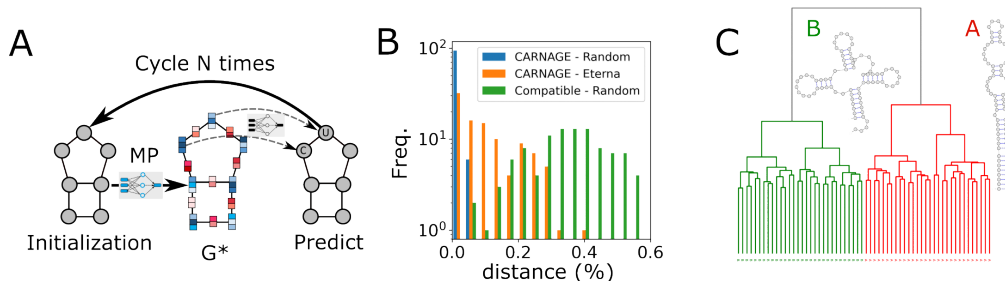 A
Cycle N times
U
C
MP
Initialization
G*
Predict
B
CARNAGE - Random
CARNAGE - Eterna
Compatible - Random
Freq.
10²
10¹
10⁰
0.0
0.2
0.4
0.6
distance (%)
C
B
A